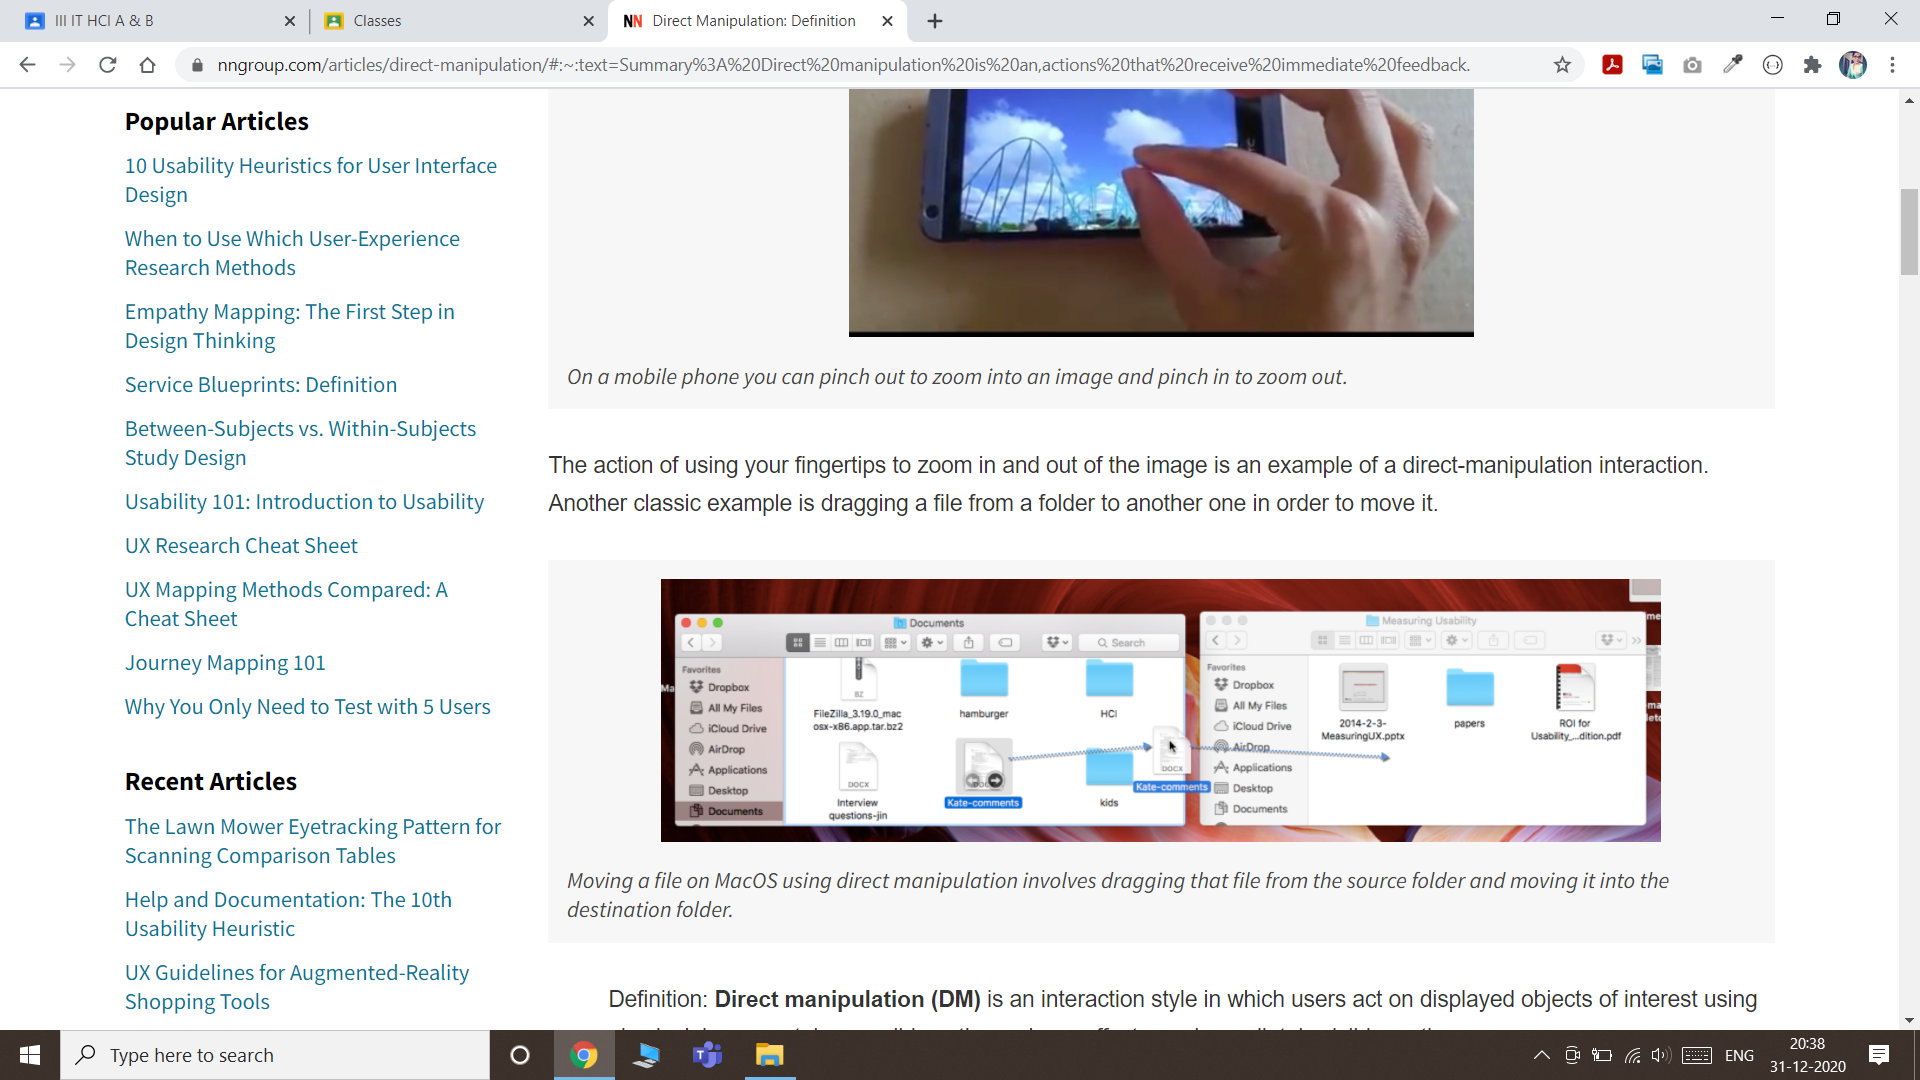 III IT HCI A & B
Classes
NN Direct Manipulation: Definition
nngroup.com/articles/direct-manipulation/#:~:text=Summary%3A%20Direct%20manipulation%20is%20an,actions%20that%20receive%20immediate%20feedback.
Popular Articles
10 Usability Heuristics for User Interface
Design
When to Use Which User-Experience
Research Methods
Empathy Mapping: The First Step in
Design Thinking
Service Blueprints: Definition
Between-Subjects vs. Within-Subjects
Study Design
Usability 101: Introduction to Usability
UX Research Cheat Sheet
UX Mapping Methods Compared: A
Cheat Sheet
Journey Mapping 101
Why You Only Need to Test with 5 Users
Recent Articles
The Lawn Mower Eyetracking Pattern for
Scanning Comparison Tables
Help and Documentation: The 10th
Usability Heuristic
UX Guidelines for Augmented-Reality
Shopping Tools
On a mobile phone you can pinch out to zoom into an image and pinch in to zoom out.
The action of using your fingertips to zoom in and out of the image is an example of a direct-manipulation interaction.
Another classic example is dragging a file from a folder to another one in order to move it.
Documents
Search
Favorites
Dropbox
All My Files
iCloud Drive
AirDrop
Applications
Desktop
Documents
BZ
FileZilla_3.19.0_mac
osx-x86.app.tar.bz2
hamburger
HCI
DOCX
Interview
questions-jin
Kate-comments
kids
DOCX
Kate-comments
Measuring Usability
Favorites
Dropbox
All My Files
iCloud Drive
AirDrop
Applications
Desktop
Documents
2014-2-3-
MeasuringUX.pptx
papers
ROI for
Usability_...dition.pdf
Moving a file on MacOS using direct manipulation involves dragging that file from the source folder and moving it into the
destination folder.
Definition: Direct manipulation (DM) is an interaction style in which users act on displayed objects of interest using
Type here to search
ENG
20:38
31-12-2020